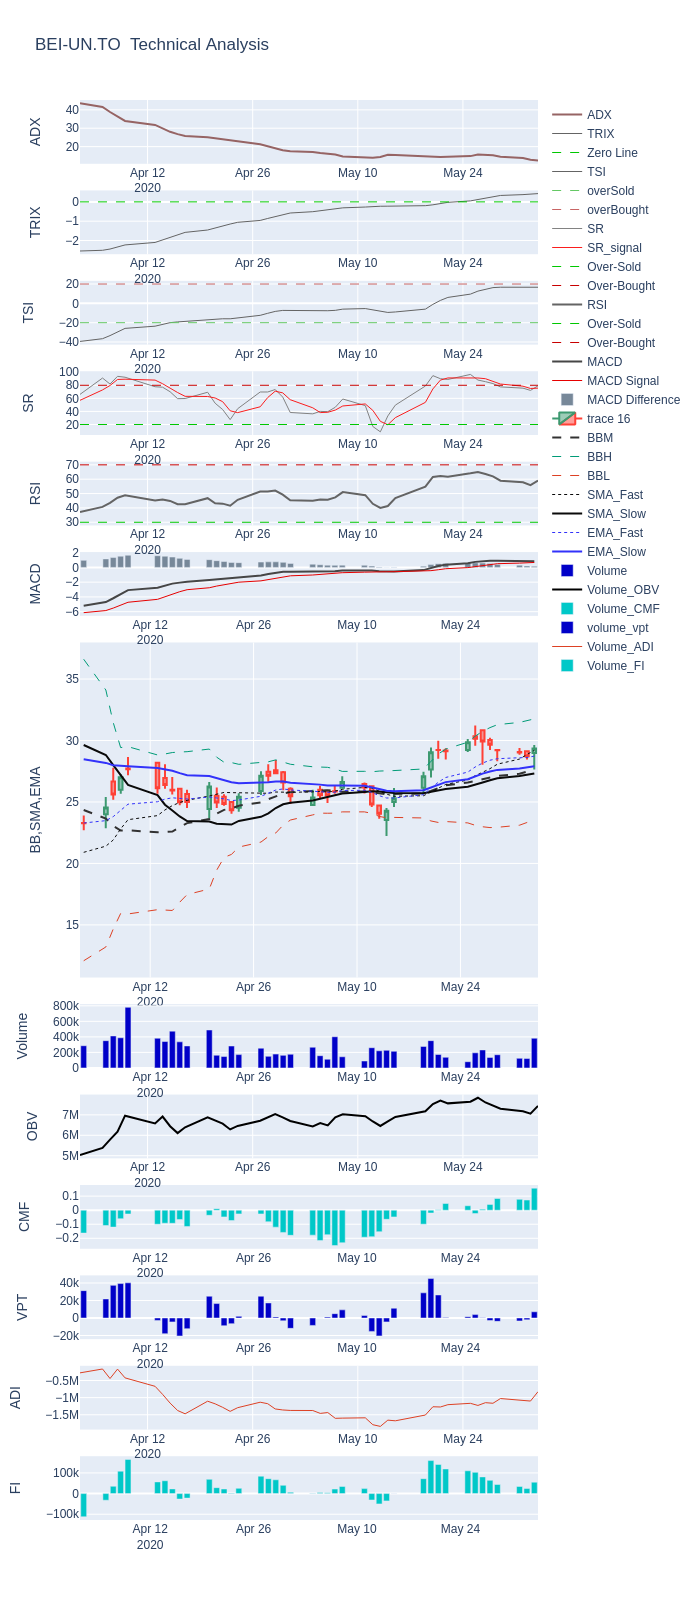 BEI-UN.TO  Technical Analysis
ADX
40
30
20
Apr 12
2020
Apr 26
May 10
May 24
TRIX
0
−1
−2
Apr 12
2020
Apr 26
May 10
May 24
TSI
20
0
−20
−40
Apr 12
2020
Apr 26
May 10
May 24
SR
100
80
60
40
20
Apr 12
2020
Apr 26
May 10
May 24
RSI
70
60
50
40
30
Apr 12
2020
Apr 26
May 10
May 24
MACD
2
0
−2
−4
−6
Apr 12
2020
Apr 26
May 10
May 24
BB,SMA,EMA
35
30
25
20
15
Apr 12
2020
Apr 26
May 10
May 24
Volume
800k
600k
400k
200k
0
Apr 12
2020
Apr 26
May 10
May 24
OBV
7M
6M
5M
Apr 12
2020
Apr 26
May 10
May 24
CMF
0.1
0
−0.1
−0.2
Apr 12
2020
Apr 26
May 10
May 24
VPT
40k
20k
0
−20k
Apr 12
2020
Apr 26
May 10
May 24
ADI
−0.5M
−1M
−1.5M
Apr 12
2020
Apr 26
May 10
May 24
FI
100k
0
−100k
Apr 12
2020
Apr 26
May 10
May 24
ADX
TRIX
Zero Line
TSI
overSold
overBought
SR
SR_signal
Over-Sold
Over-Bought
RSI
Over-Sold
Over-Bought
MACD
MACD Signal
MACD Difference
trace 16
BBM
BBH
BBL
SMA_Fast
SMA_Slow
EMA_Fast
EMA_Slow
Volume
Volume_OBV
Volume_CMF
volume_vpt
Volume_ADI
Volume_FI